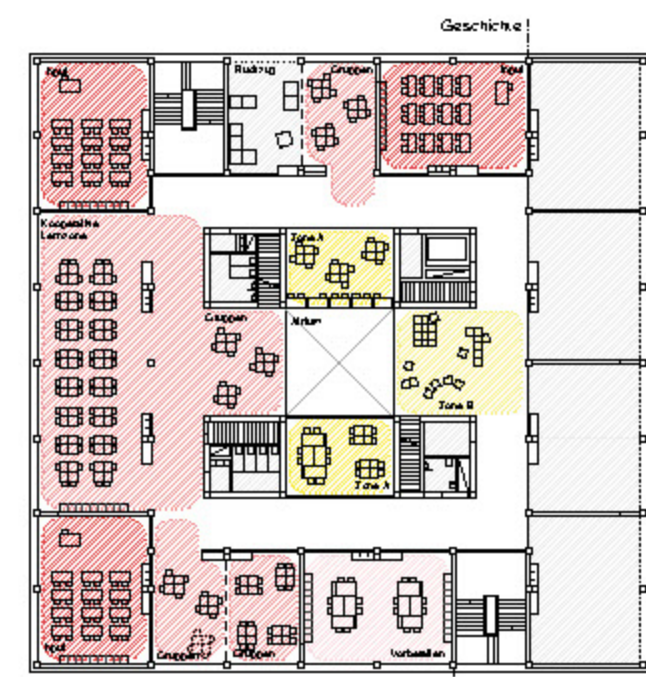 Geschichte
Input
Rückzug
Gruppen
Input
Kooperative
Lernzone
Zone A
Gruppen
Atrium
Zone B
Zone A
Input
Gruppen
Gruppen
Vorbereiten